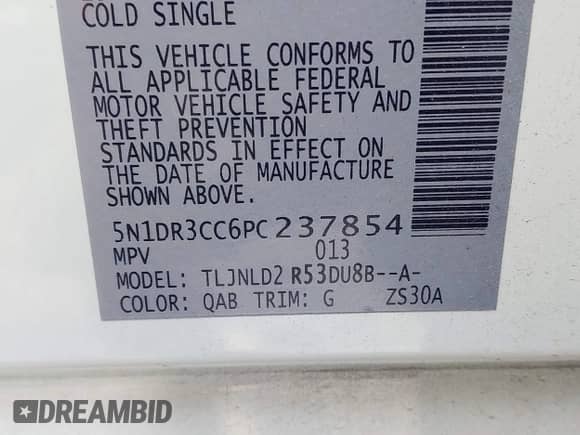 COLD SINGLE
THIS VEHICLE CONFORMS TO
ALL APPLICABLE FEDERAL
MOTOR VEHICLE SAFETY AND
THEFT PREVENTION
STANDARDS IN EFFECT ON
THE DATE OF MANUFACTURE
SHOWN ABOVE.
5N1DR3CC6PC237854
MPV 013
MODEL: TLJNLD2 R53DU8B--A-
COLOR: QAB TRIM: G ZS30A
DREAMBID